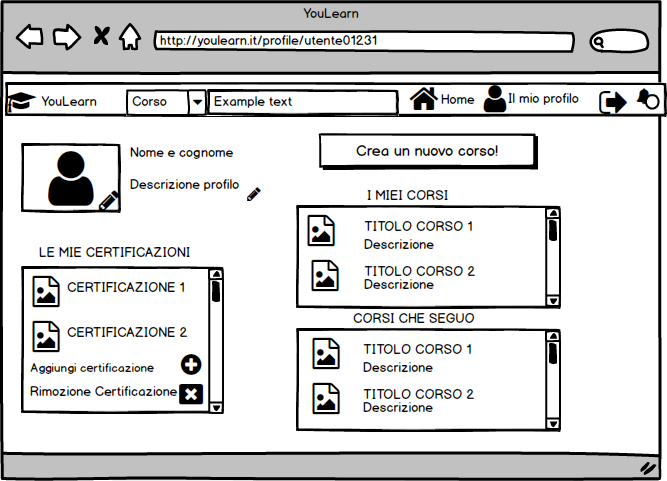 YouLearn
http://youlearn.it/profile/utente01231
YouLearn
Corso
Example text
Home
Il mio profilo
Nome e cognome
Descrizione profilo
Crea un nuovo corso!
I MIEI CORSI
TITOLO CORSO 1
Descrizione
TITOLO CORSO 2
Descrizione
LE MIE CERTIFICAZIONI
CERTIFICAZIONE 1
CERTIFICAZIONE 2
Aggiungi certificazione
Rimozione Certificazione
CORSI CHE SEGUO
TITOLO CORSO 1
Descrizione
TITOLO CORSO 2
Descrizione